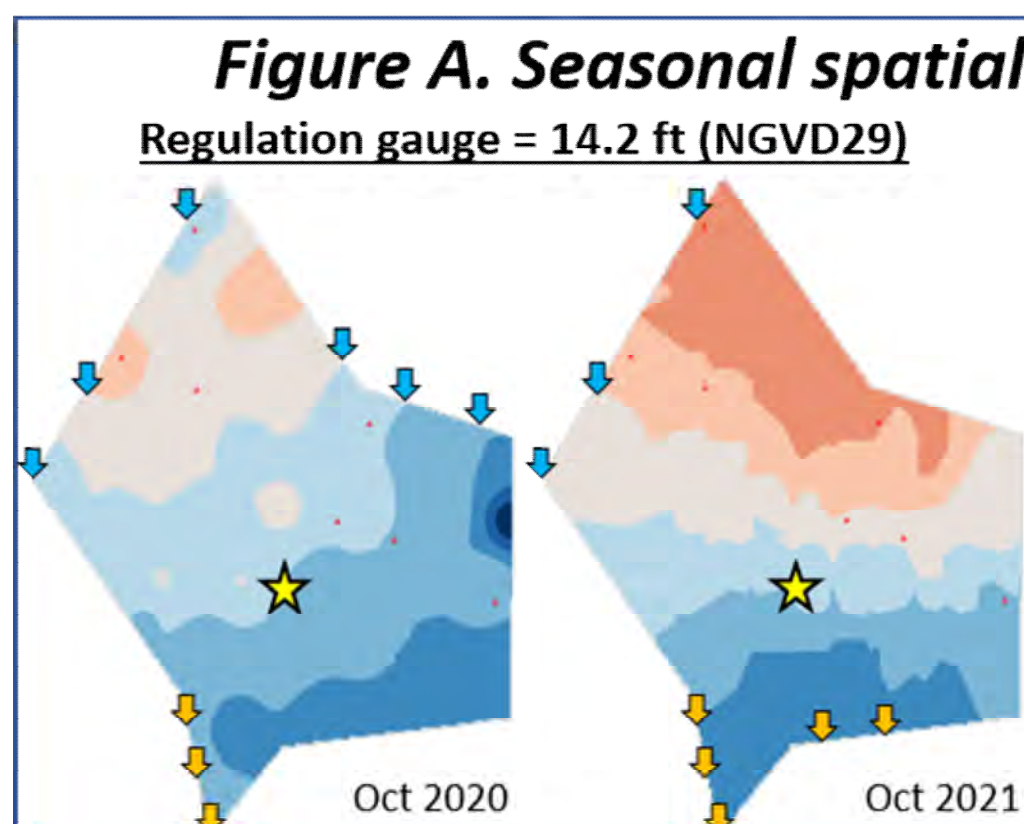 Figure A. Seasonal spatial
Regulation gauge = 14.2 ft (NGVD29)
Oct 2020
Oct 2021